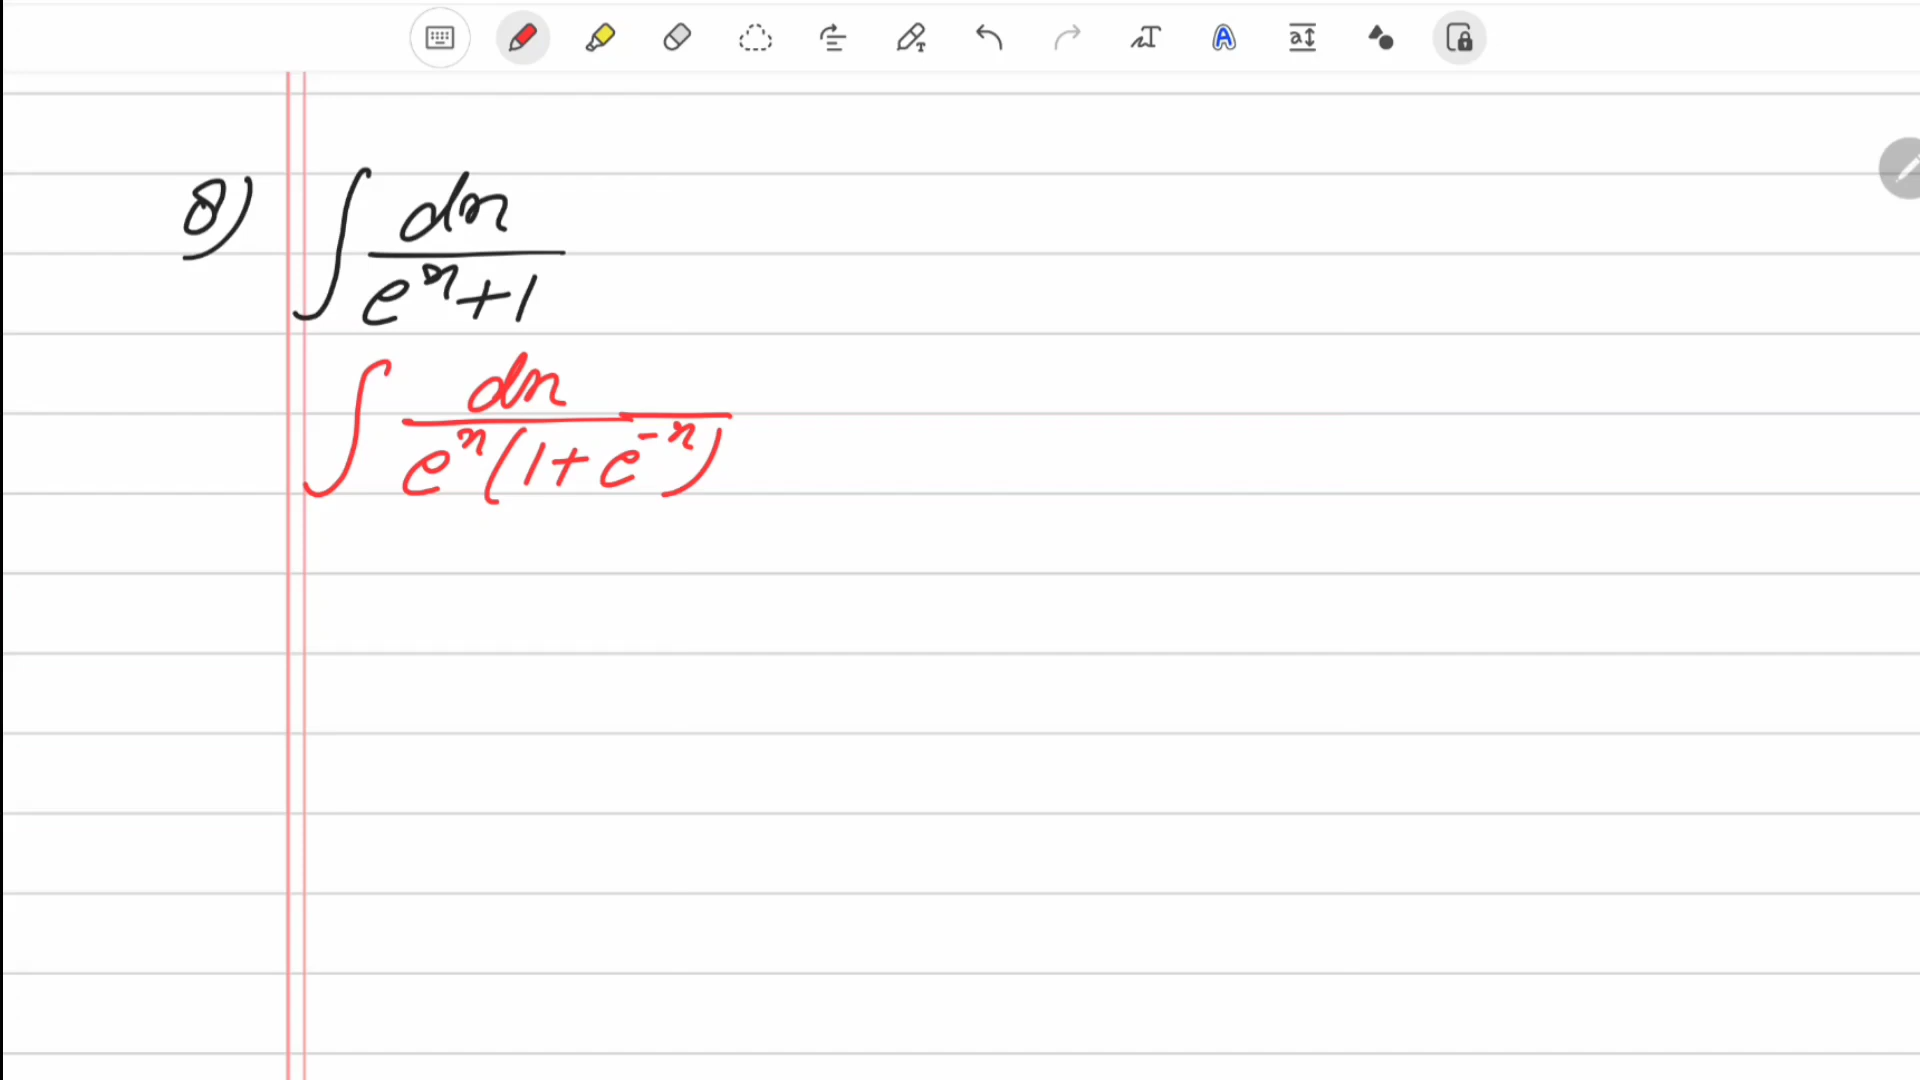 8) ∫ dx / (e^x + 1)
∫ dx / (e^x (1 + e^-x))